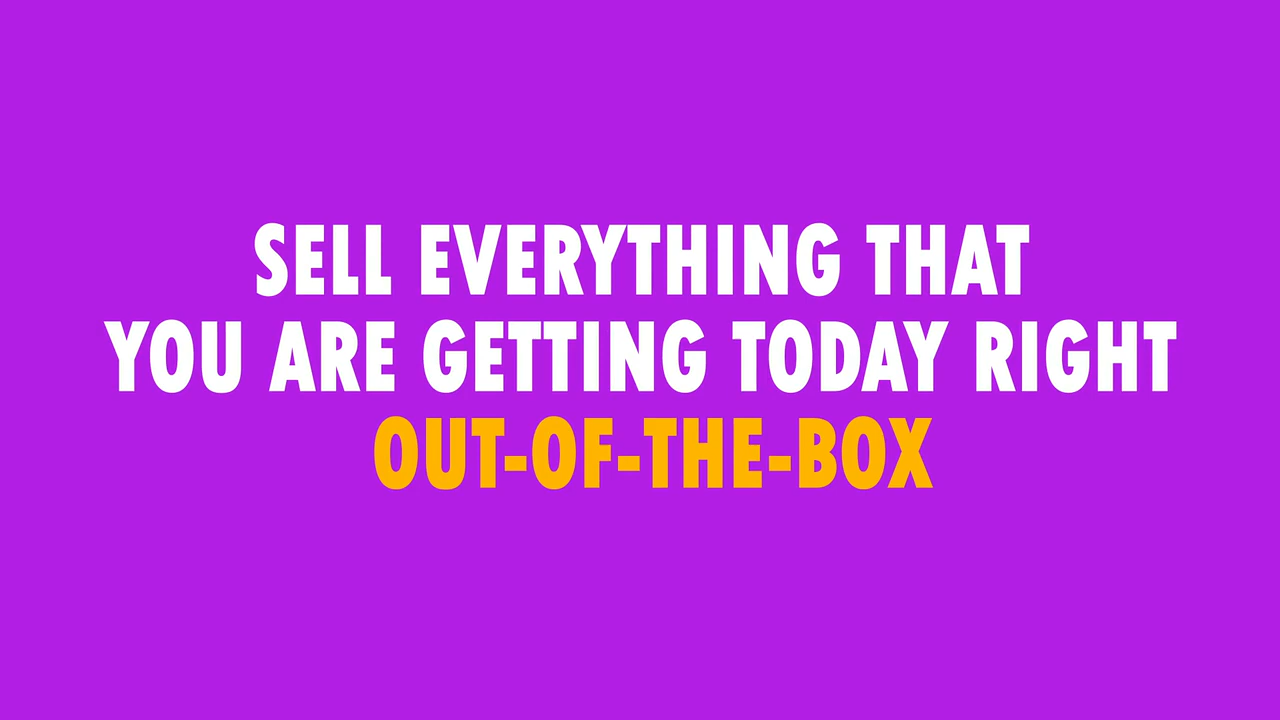 SELL EVERYTHING THAT
YOU ARE GETTING TODAY RIGHT
OUT-OF-THE-BOX